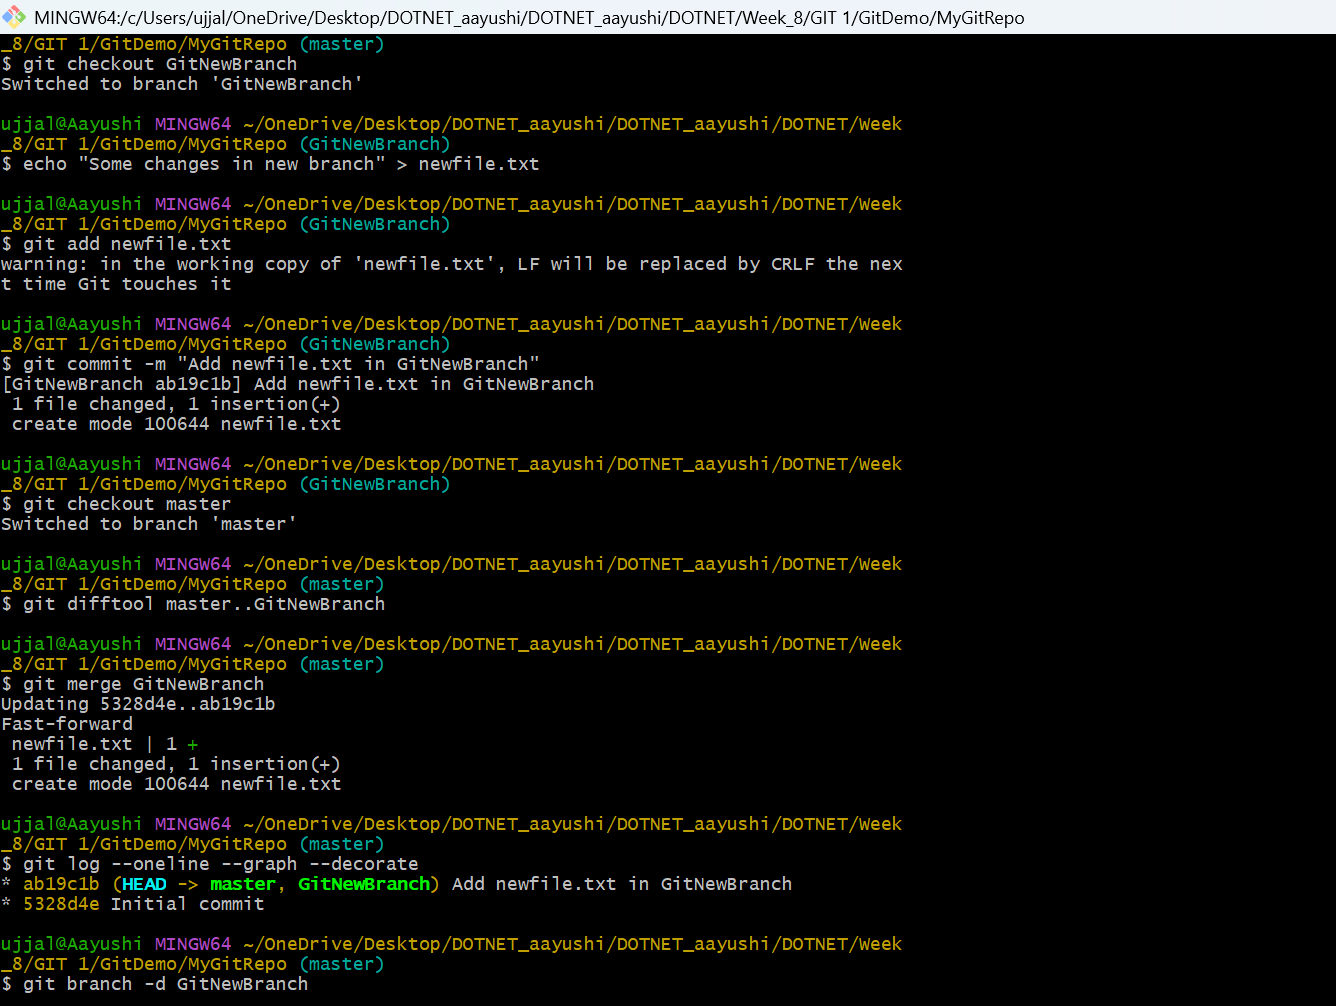 MINGW64:/c/Users/ujjal/OneDrive/Desktop/DOTNET_aayushi/DOTNET_aayushi/DOTNET/Week_8/GIT 1/GitDemo/MyGitRepo
_8/GIT 1/GitDemo/MyGitRepo (master)
$ git checkout GitNewBranch
Switched to branch 'GitNewBranch'
ujjal@Aayushi MINGW64 ~/OneDrive/Desktop/DOTNET_aayushi/DOTNET_aayushi/DOTNET/Week
_8/GIT 1/GitDemo/MyGitRepo (GitNewBranch)
$ echo "Some changes in new branch" > newfile.txt
ujjal@Aayushi MINGW64 ~/OneDrive/Desktop/DOTNET_aayushi/DOTNET_aayushi/DOTNET/Week
_8/GIT 1/GitDemo/MyGitRepo (GitNewBranch)
$ git add newfile.txt
warning: in the working copy of 'newfile.txt', LF will be replaced by CRLF the nex
t time Git touches it
ujjal@Aayushi MINGW64 ~/OneDrive/Desktop/DOTNET_aayushi/DOTNET_aayushi/DOTNET/Week
_8/GIT 1/GitDemo/MyGitRepo (GitNewBranch)
$ git commit -m "Add newfile.txt in GitNewBranch"
[GitNewBranch ab19c1b] Add newfile.txt in GitNewBranch
 1 file changed, 1 insertion(+)
 create mode 100644 newfile.txt
ujjal@Aayushi MINGW64 ~/OneDrive/Desktop/DOTNET_aayushi/DOTNET_aayushi/DOTNET/Week
_8/GIT 1/GitDemo/MyGitRepo (GitNewBranch)
$ git checkout master
Switched to branch 'master'
ujjal@Aayushi MINGW64 ~/OneDrive/Desktop/DOTNET_aayushi/DOTNET_aayushi/DOTNET/Week
_8/GIT 1/GitDemo/MyGitRepo (master)
$ git difftool master..GitNewBranch
ujjal@Aayushi MINGW64 ~/OneDrive/Desktop/DOTNET_aayushi/DOTNET_aayushi/DOTNET/Week
_8/GIT 1/GitDemo/MyGitRepo (master)
$ git merge GitNewBranch
Updating 5328d4e..ab19c1b
Fast-forward
 newfile.txt | 1 +
 1 file changed, 1 insertion(+)
 create mode 100644 newfile.txt
ujjal@Aayushi MINGW64 ~/OneDrive/Desktop/DOTNET_aayushi/DOTNET_aayushi/DOTNET/Week
_8/GIT 1/GitDemo/MyGitRepo (master)
$ git log --oneline --graph --decorate
* ab19c1b (HEAD -> master, GitNewBranch) Add newfile.txt in GitNewBranch
* 5328d4e Initial commit
ujjal@Aayushi MINGW64 ~/OneDrive/Desktop/DOTNET_aayushi/DOTNET_aayushi/DOTNET/Week
_8/GIT 1/GitDemo/MyGitRepo (master)
$ git branch -d GitNewBranch